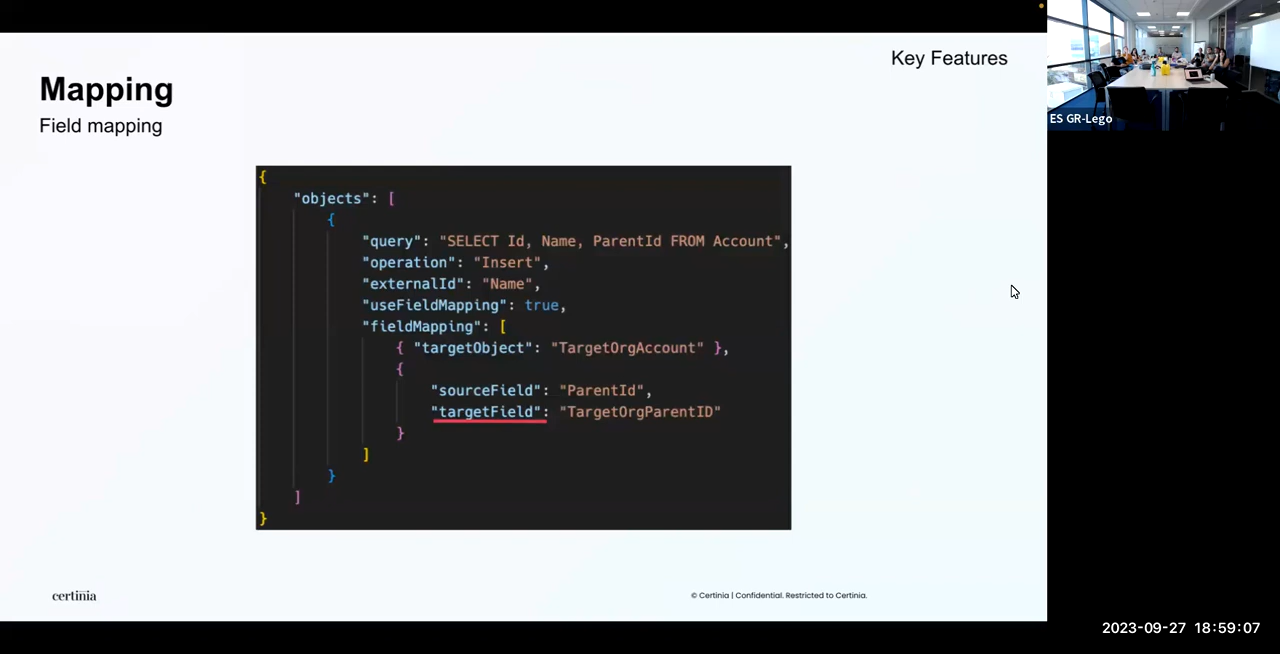 Key Features
Mapping
Field mapping
{
"objects": [
{
"query": "SELECT Id, Name, ParentId FROM Account",
"operation": "Insert",
"externalId": "Name",
"useFieldMapping": true,
"fieldMapping": [
{ "targetObject": "TargetOrgAccount" },
{
"sourceField": "ParentId",
"targetField": "TargetOrgParentID"
}
]
}
]
}
certinia
© Certinia | Confidential. Restricted to Certinia.
ES GR-Lego
2023-09-27 18:59:07